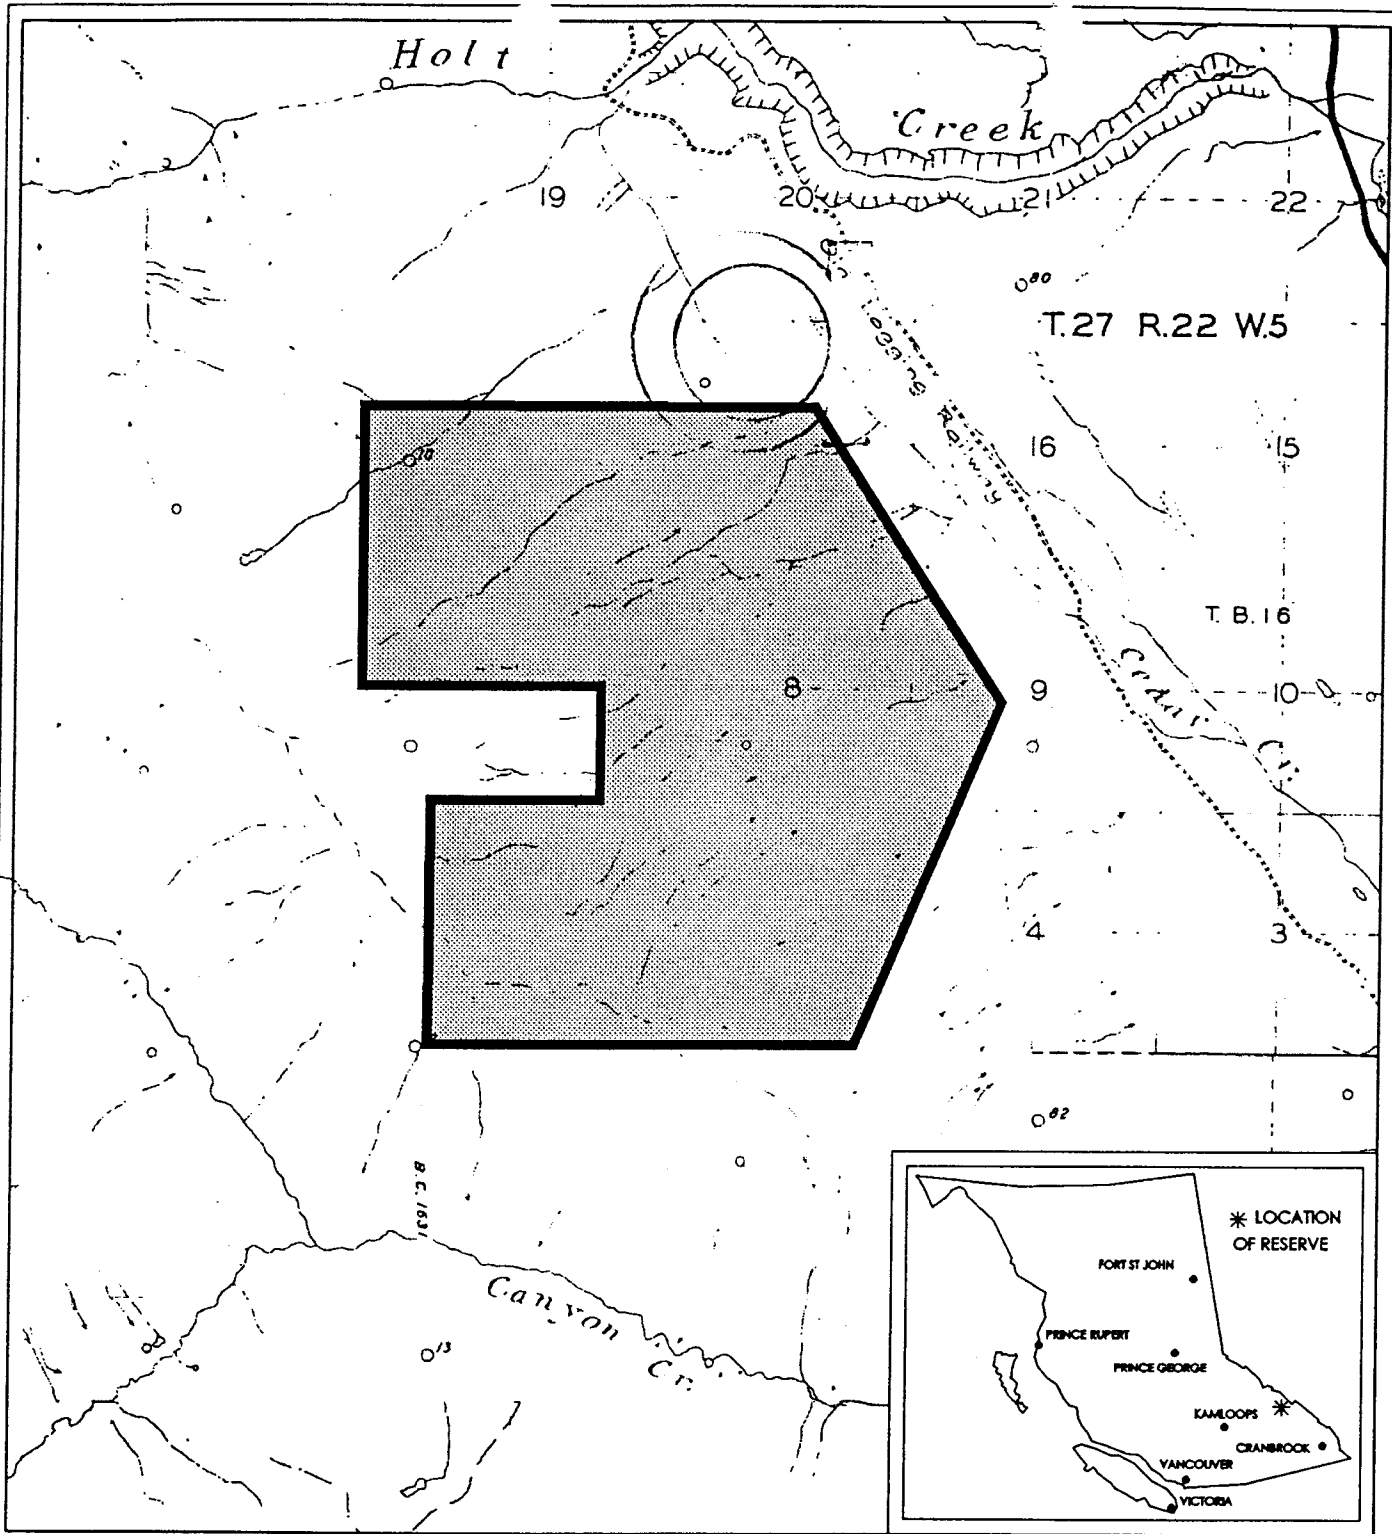 Holt
Creek
19
20
21
22
80
T.27 R.22 W.5
Logging Railway
16
15
70
T. B. 16
8
9
10
Cedar Cr.
4
3
82
B.C. 1631
Canyon Cr.
13
LOCATION
OF RESERVE
FORT ST JOHN
PRINCE RUPERT
PRINCE GEORGE
KAMLOOPS
CRANBROOK
VANCOUVER
VICTORIA